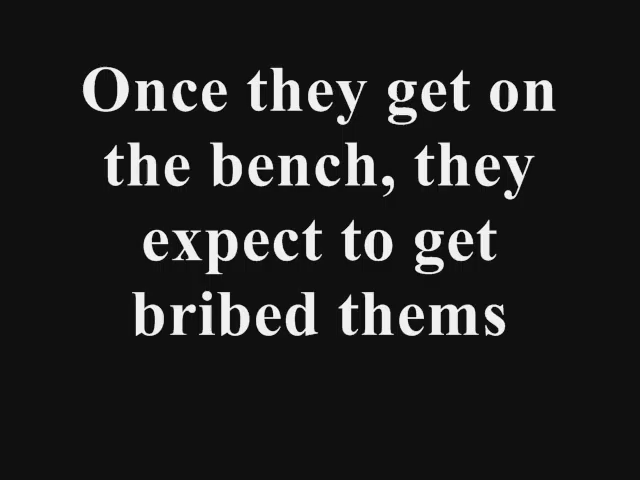 Once they get on
the bench, they
expect to get
bribed thems